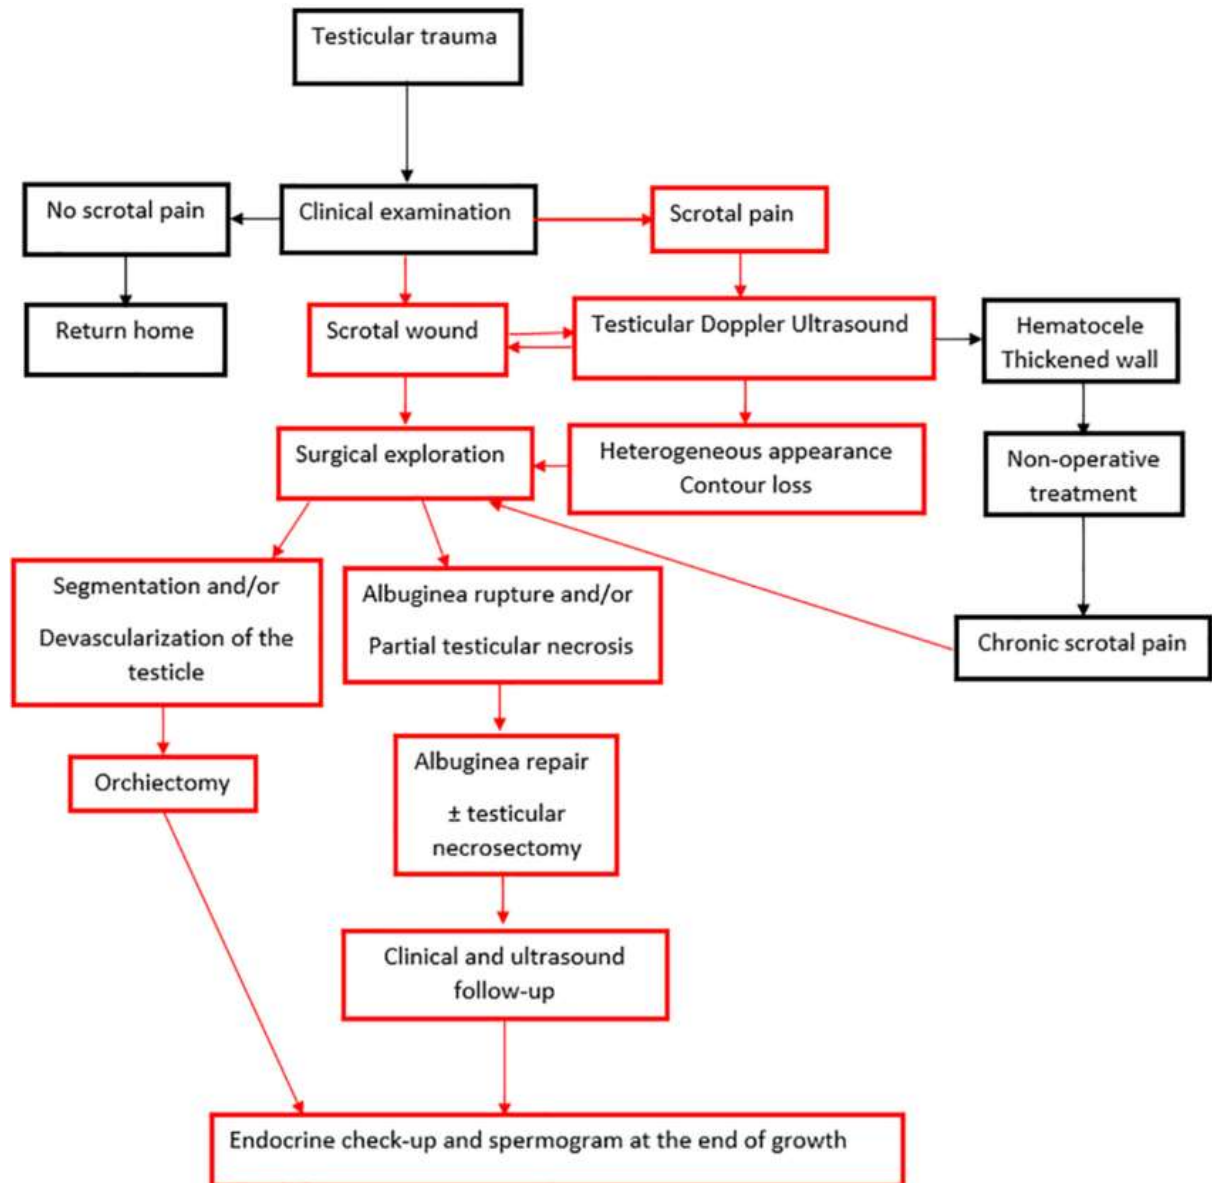 Testicular trauma
No scrotal pain
Clinical examination
Scrotal pain
Return home
Scrotal wound
Testicular Doppler Ultrasound
Hematocele
Thickened wall
Surgical exploration
Heterogeneous appearance
Contour loss
Non-operative
treatment
Segmentation and/or
Devascularization of the
testicle
Albuginea rupture and/or
Partial testicular necrosis
Chronic scrotal pain
Orchiectomy
Albuginea repair
± testicular
necrosectomy
Clinical and ultrasound
follow-up
Endocrine check-up and spermogram at the end of growth